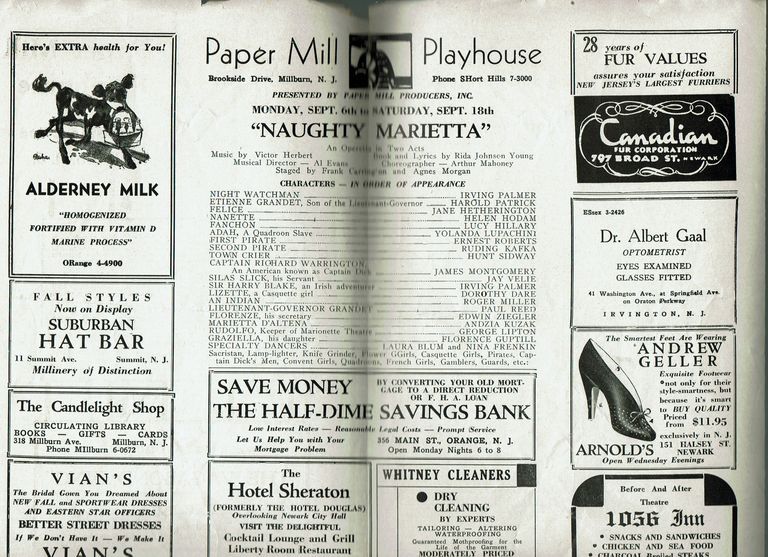 Here's EXTRA health for You!
ALDERNEY MILK
"HOMOGENIZED
FORTIFIED WITH VITAMIN D
MARINE PROCESS"
ORange 4-4900
FALL STYLES
Now on Display
SUBURBAN
HAT BAR
11 Summit Ave. Summit, N. J.
Millinery of Distinction
The Candlelight Shop
CIRCULATING LIBRARY
BOOKS — GIFTS — CARDS
318 Millburn Ave. Millburn, N. J.
Phone MIllburn 6-0672
VIAN'S
The Bridal Gown You Dreamed About
NEW FALL and SPORTWEAR DRESSES
AND EASTERN STAR OFFICERS
BETTER STREET DRESSES
If We Don't Have It — We Make It
VIAN'S
Paper Mill Playhouse
Brookside Drive, Millburn, N. J. Phone SHort Hills 7-3000
PRESENTED BY PAPER MILL PRODUCERS, INC.
MONDAY, SEPT. 6th to SATURDAY, SEPT. 18th
"NAUGHTY MARIETTA"
An Operetta in Two Acts
Music by Victor Herbert Book and Lyrics by Rida Johnson Young
Musical Director — Al Evans Choreographer — Arthur Mahoney
Staged by Frank Carrington and Agnes Morgan
CHARACTERS — IN ORDER OF APPEARANCE
NIGHT WATCHMAN IRVING PALMER
ETIENNE GRANDET, Son of the Lieutenant-Governor HAROLD PATRICK
FELICE JANE HETHERINGTON
NANETTE HELEN HODAM
FANCHON LUCY HILLARY
ADAH, A Quadroon Slave YOLANDA LUPACHINI
FIRST PIRATE ERNEST ROBERTS
SECOND PIRATE RUDING KAFKA
TOWN CRIER HUNT SIDWAY
CAPTAIN RICHARD WARRINGTON,
An American known as Captain Dick JAMES MONTGOMERY
SILAS SLICK, his Servant JAY VELIE
SIR HARRY BLAKE, an Irish adventurer IRVING PALMER
LIZETTE, a Casquette girl DOROTHY DARE
AN INDIAN ROGER MILLER
LIEUTENANT-GOVERNOR GRANDET PAUL REED
FLORENZE, his secretary EDWIN ZIEGLER
MARIETTA D'ALTENA ANDZIA KUZAK
RUDOLFO, Keeper of Marionette Theatre GEORGE LIPTON
GRAZIELLA, his daughter FLORENCE GUPTILL
SPECIALTY DANCERS LAURA BLUM and NINA FRENKIN
Sacristan, Lamp-lighter, Knife Grinder, Flower GGirls, Casquette Girls, Pirates, Cap-
tain Dick's Men, Convent Girls, Quadroons, French Girls, Gamblers, Guards, etc.:
SAVE MONEY BY CONVERTING YOUR OLD MORT-
GAGE TO A DIRECT REDUCTION
OR F. H. A. LOAN
THE HALF-DIME SAVINGS BANK
Low Interest Rates — Reasonable Legal Costs — Prompt Service
Let Us Help You with Your
Mortgage Problem
356 MAIN ST., ORANGE, N. J.
Open Monday Nights 6 to 8
The
Hotel Sheraton
(FORMERLY THE HOTEL DOUGLAS)
Overlooking Newark City Hall
VISIT THE DELIGHTFUL
Cocktail Lounge and Grill
Liberty Room Restaurant
WHITNEY CLEANERS
DRY
CLEANING
BY EXPERTS
TAILORING — ALTERING
WATERPROOFING
Guaranteed Mothproofing for the
Life of the Garment
MODERATELY PRICED
28 years of
FUR VALUES
assures your satisfaction
NEW JERSEY'S LARGEST FURRIERS
Canadian
FUR CORPORATION
797 BROAD ST. NEWARK
ESsex 3-2426
Dr. Albert Gaal
OPTOMETRIST
EYES EXAMINED
GLASSES FITTED
41 Washington Ave., at Springfield Ave.
on Oraton Parkway
IRVINGTON, N. J.
The Smartest Feet Are Wearing
ANDREW
GELLER
Exquisite Footwear
not only for their
style-smartness, but
because it's smart
to BUY QUALITY
Priced
from $11.95
exclusively in N. J.
ARNOLD'S 151 HALSEY ST.
NEWARK
Open Wednesday Evenings
Before and After
Theatre
1056 Inn
SNACKS AND SANDWICHES
CHICKEN AND SEA FOOD
CHARCOAL Broiled STEAKS